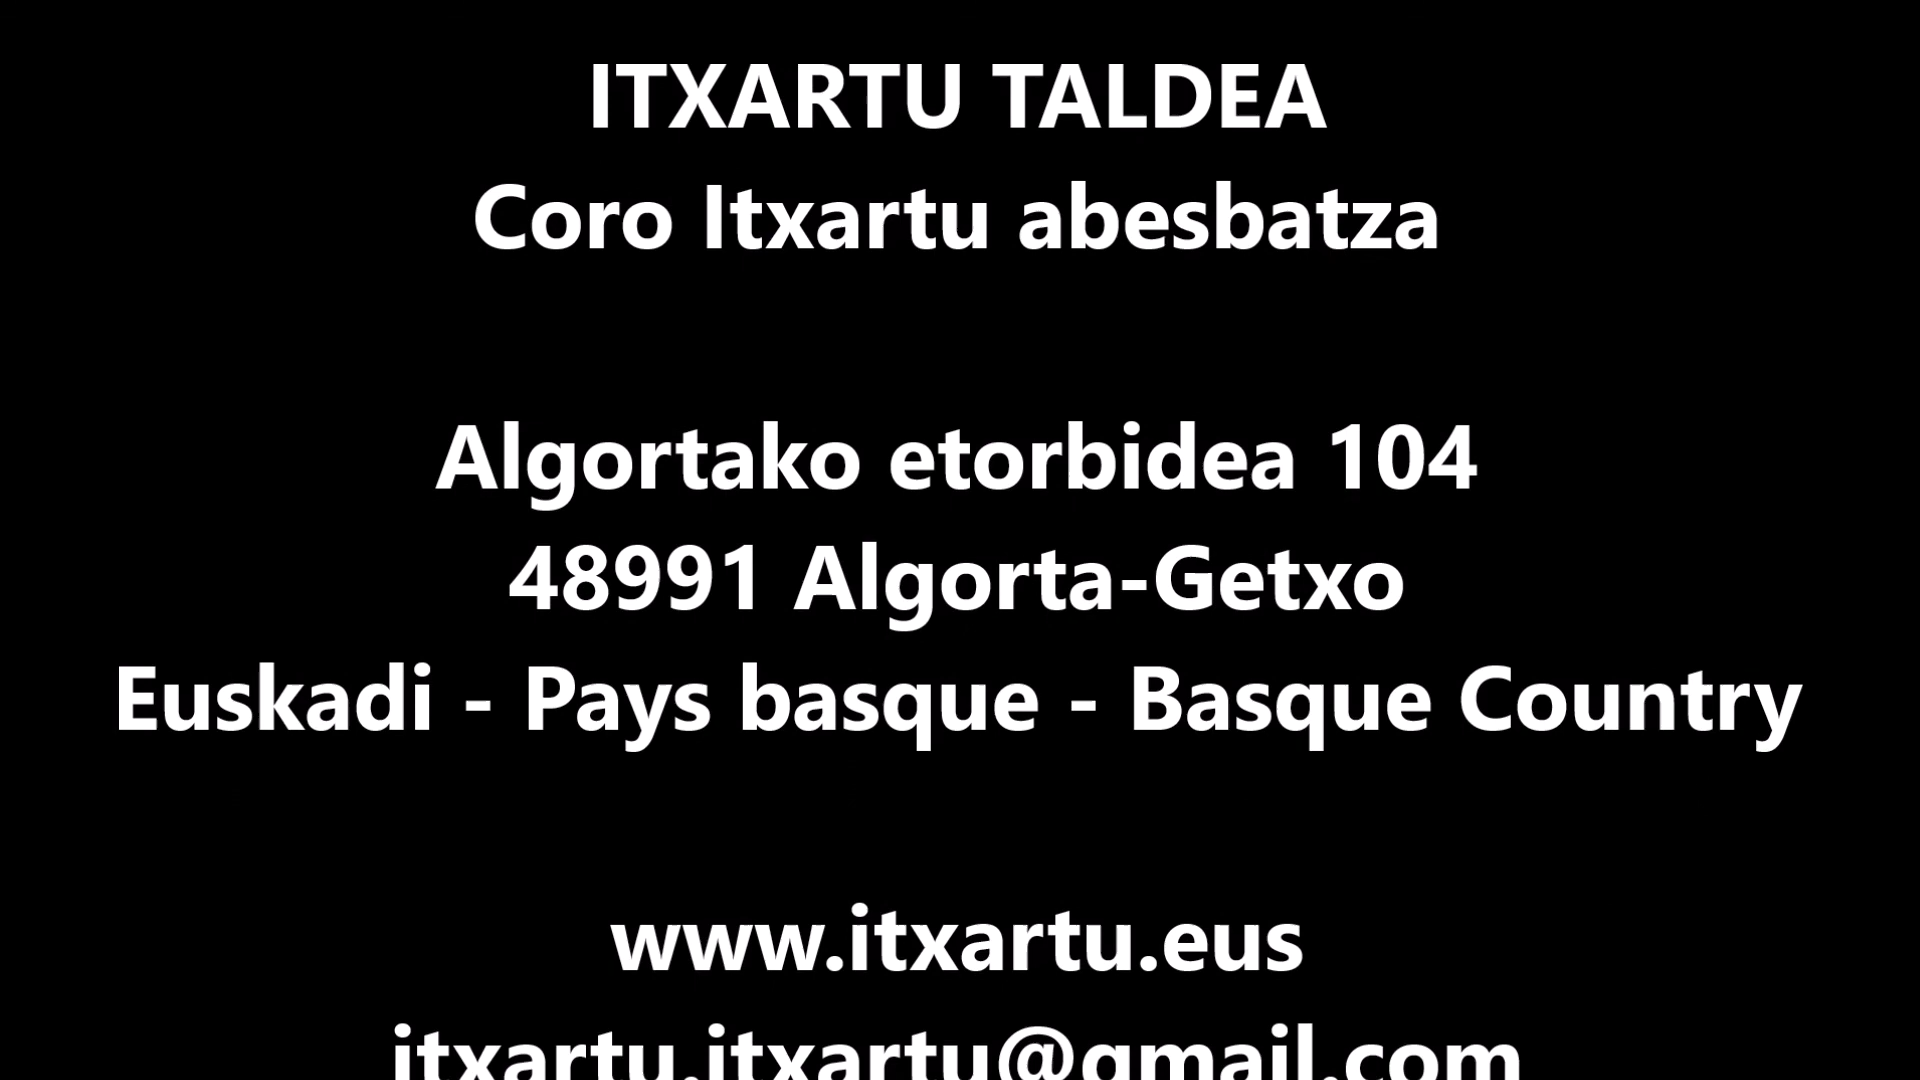 ITXARTU TALDEA
Coro Itxartu abesbatza
Algortako etorbidea 104
48991 Algorta-Getxo
Euskadi - Pays basque - Basque Country
www.itxartu.eus
itxartu.itxartu@gmail.com